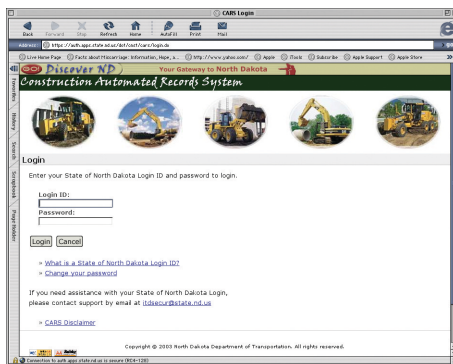 CARS Login
Back Forward Stop Refresh Home AutoFill Print Mail
Address: https://auth.apps.state.nd.us/dot/cnst/cars/login.do
Live Home Page Facts about Miscarriage: Information, Hope, a... http://www.yahoo.com/ Apple iTools Subscribe Apple Support Apple Store
Favorites
History
Search
Scrapbook
Page Holder
Discover ND Your Gateway to North Dakota
Construction Automated Records System
Login
Enter your State of North Dakota Login ID and password to login.
Login ID:
Password:
Login Cancel
» What is a State of North Dakota Login ID?
» Change your password
If you need assistance with your State of North Dakota Login,
please contact support by email at itdsecur@state.nd.us
» CARS Disclaimer
Copyright © 2003 North Dakota Department of Transportation. All rights reserved.
Connection to auth.apps.state.nd.us is secure (RC4-128)